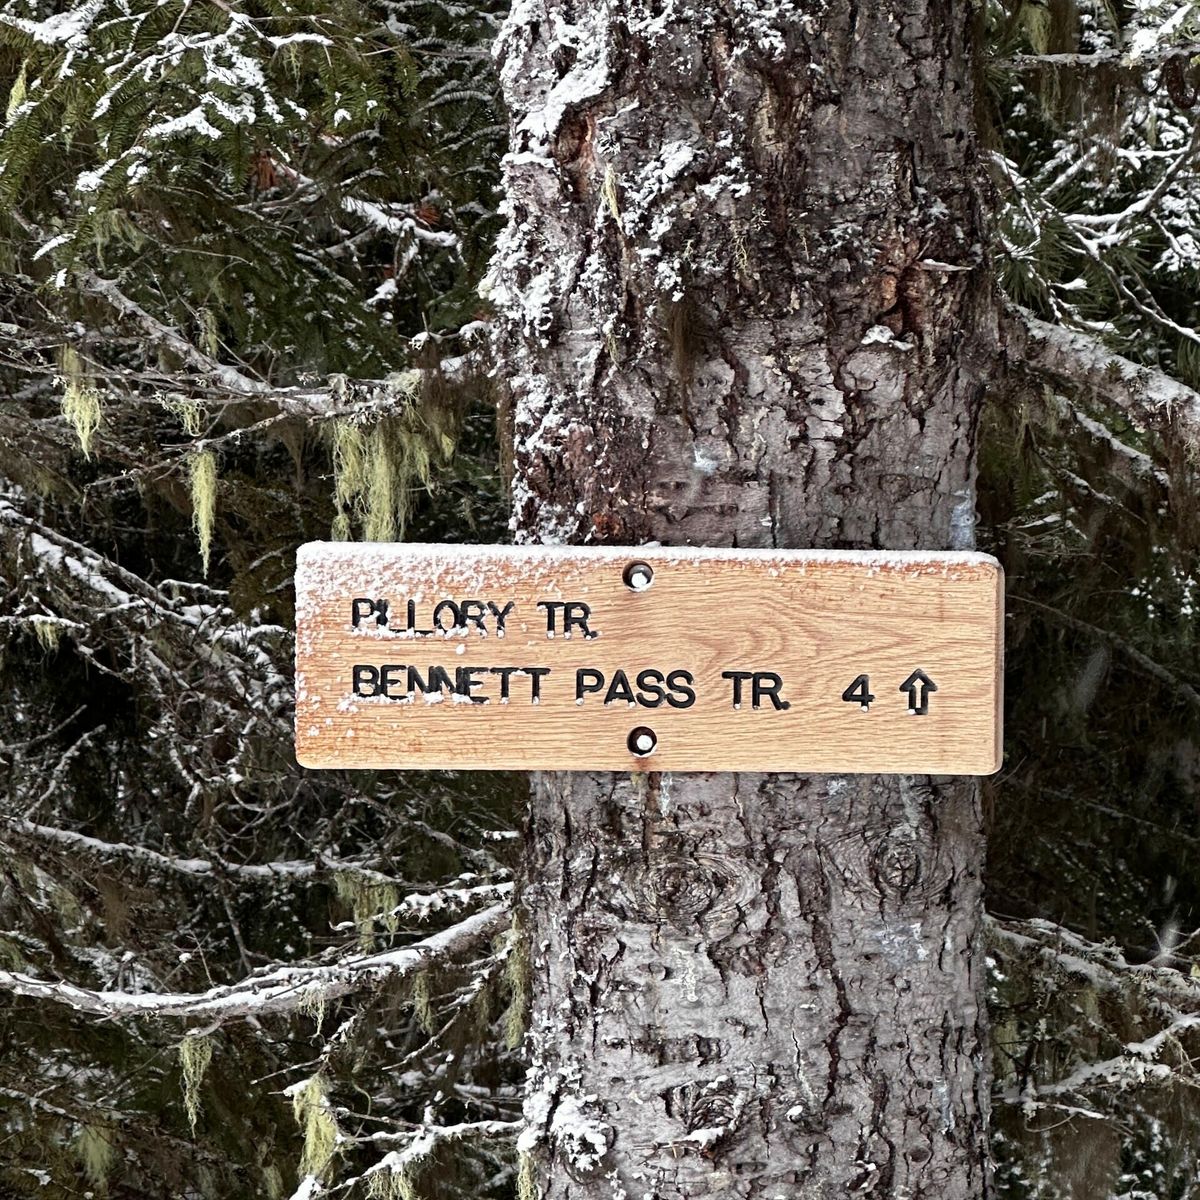 PILLORY TR.
BENNETT PASS TR. 4 ⇧